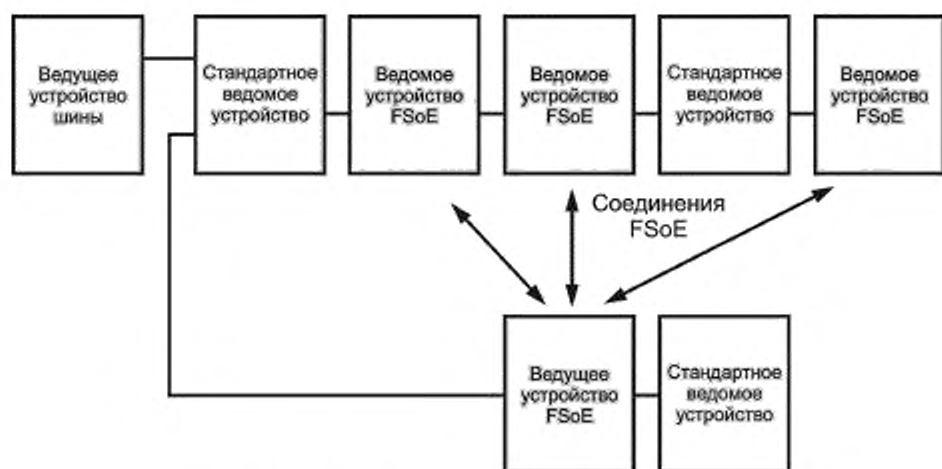 Ведущее
устройство
шины
Стандартное
ведомое
устройство
Ведомое
устройство
FSoE
Ведомое
устройство
FSoE
Стандартное
ведомое
устройство
Ведомое
устройство
FSoE
Соединения
FSoE
Ведущее
устройство
FSoE
Стандартное
ведомое
устройство